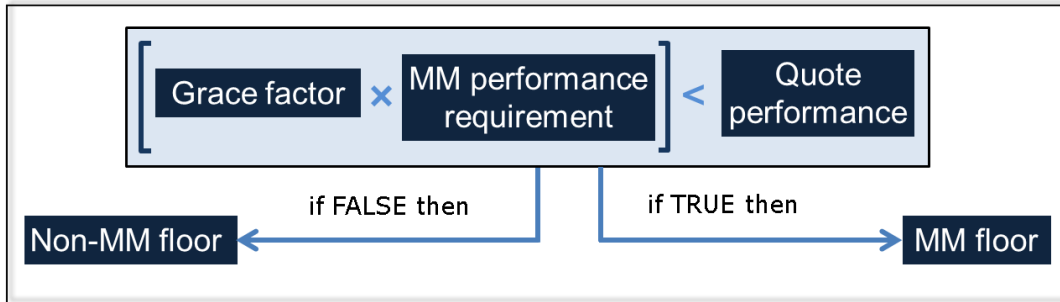 Grace factor × MM performance requirement < Quote performance
if FALSE then
if TRUE then
Non-MM floor
MM floor